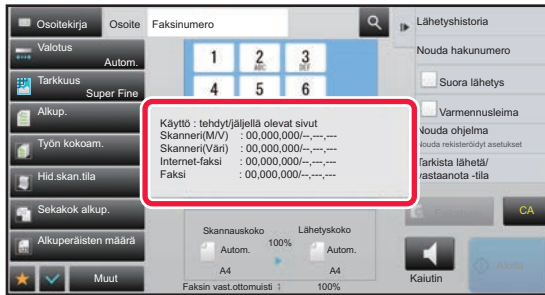 Osoitekirja
Osoite
Faksinumero
Valotus
Autom.
Tarkkuus
Super Fine
Alkup.
Työn kokoam.
Hid.skan.tila
Sekakok alkup.
Alkuperäisten määrä
Muut
1
2
ABC
3
DEF
4
5
6
Käyttö : tehdyt/jäljellä olevat sivut
Skanneri(M/V) : 00,000,000/--,---,---
Skanneri(Väri) : 00,000,000/--,---,---
Internet-faksi : 00,000,000/--,---,---
Faksi : 00,000,000/--,---,---
Skannauskoko
Lähetyskoko
100%
Autom.
Autom.
A4
A4
Faksin vast.ottomuisti : 100%
Lähetyshistoria
Nouda hakunumero
Suora lähetys
Varmennusleima
Nouda ohjelma
Nouda rekisteröidyt asetukset
Tarkista lähetä/
vastaanota -tila
CA
Kaiutin